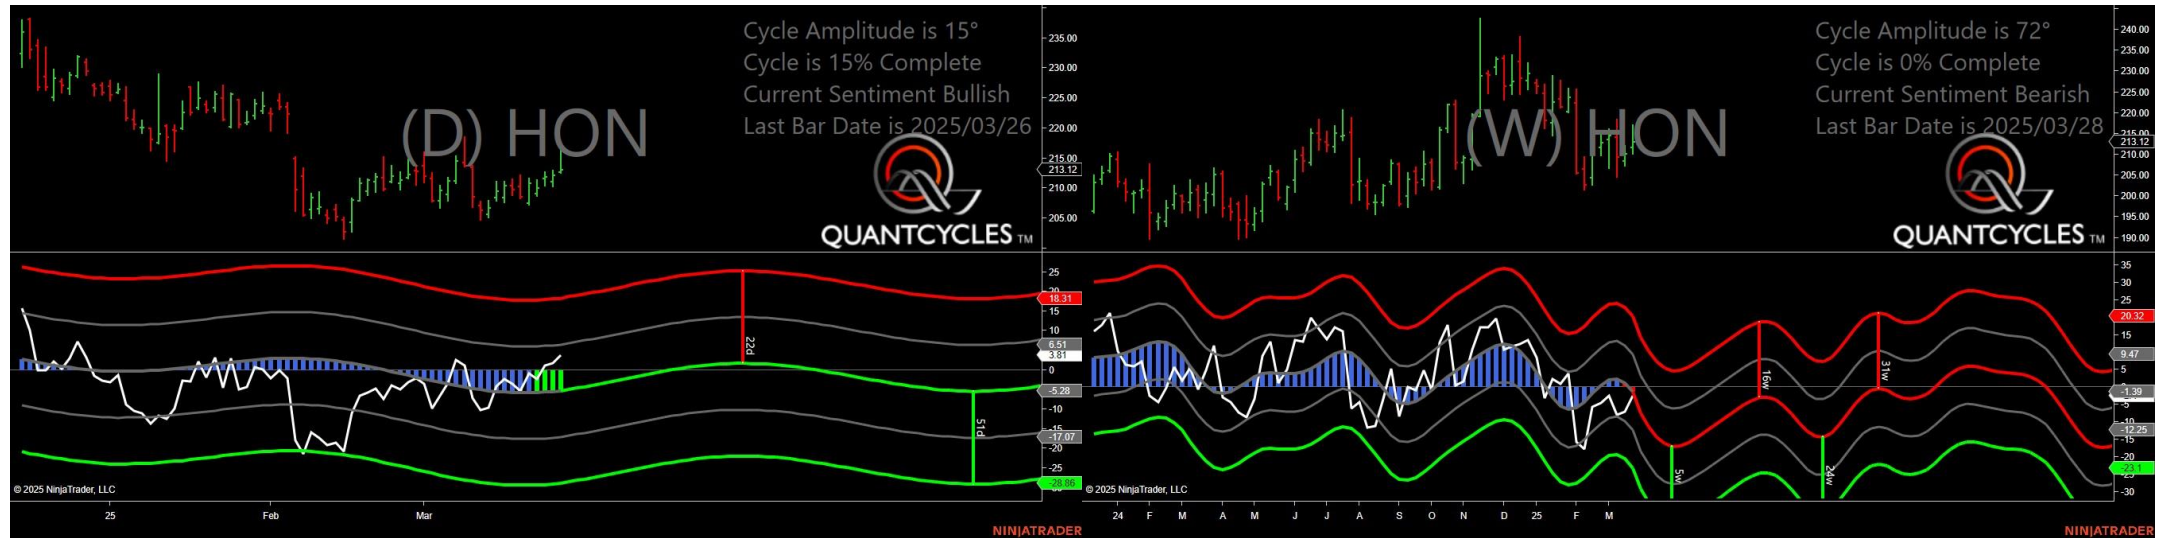 Cycle Amplitude is 15°
Cycle is 15% Complete
Current Sentiment Bullish
Last Bar Date is 2025/03/26
(D) HON
QUANTCYCLES TM
235.00
230.00
225.00
220.00
215.00
213.12
210.00
205.00
25
20
18.31
15
10
6.51
3.81
0
-5.28
-10
-15
-17.07
-20
-25
-28.86
22d
51d
© 2025 NinjaTrader, LLC
25
Feb
Mar
NINJATRADER
Cycle Amplitude is 72°
Cycle is 0% Complete
Current Sentiment Bearish
Last Bar Date is 2025/03/28
(W) HON
QUANTCYCLES TM
240.00
235.00
230.00
225.00
220.00
215.00
213.12
210.00
205.00
200.00
195.00
190.00
35
30
25
20.32
15
9.47
5
-1.39
-5
-12.25
-15
-20
-23.1
-30
5w
16w
24w
31w
© 2025 NinjaTrader, LLC
24
F
M
A
M
J
J
A
S
O
N
D
25
F
M
NINJATRADER